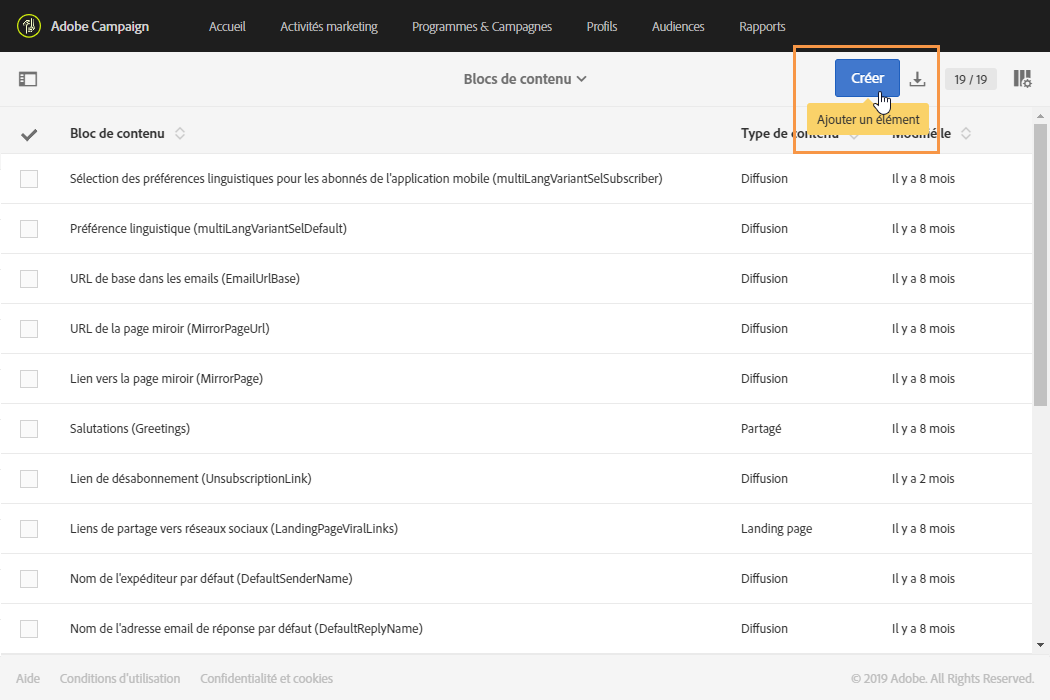 Adobe Campaign Accueil Activités marketing Programmes & Campagnes Profils Audiences Rapports
Blocs de contenu Créer 19 / 19
Ajouter un élément
Bloc de contenu Type de contenu Modifié le
Sélection des préférences linguistiques pour les abonnés de l'application mobile (multiLangVariantSelSubscriber) Diffusion Il y a 8 mois
Préférence linguistique (multiLangVariantSelDefault) Diffusion Il y a 8 mois
URL de base dans les emails (EmailUrlBase) Diffusion Il y a 8 mois
URL de la page miroir (MirrorPageUrl) Diffusion Il y a 8 mois
Lien vers la page miroir (MirrorPage) Diffusion Il y a 8 mois
Salutations (Greetings) Partagé Il y a 8 mois
Lien de désabonnement (UnsubscriptionLink) Diffusion Il y a 2 mois
Liens de partage vers réseaux sociaux (LandingPageViralLinks) Landing page Il y a 8 mois
Nom de l'expéditeur par défaut (DefaultSenderName) Diffusion Il y a 8 mois
Nom de l'adresse email de réponse par défaut (DefaultReplyName) Diffusion Il y a 8 mois
Aide Conditions d'utilisation Confidentialité et cookies © 2019 Adobe. All Rights Reserved.